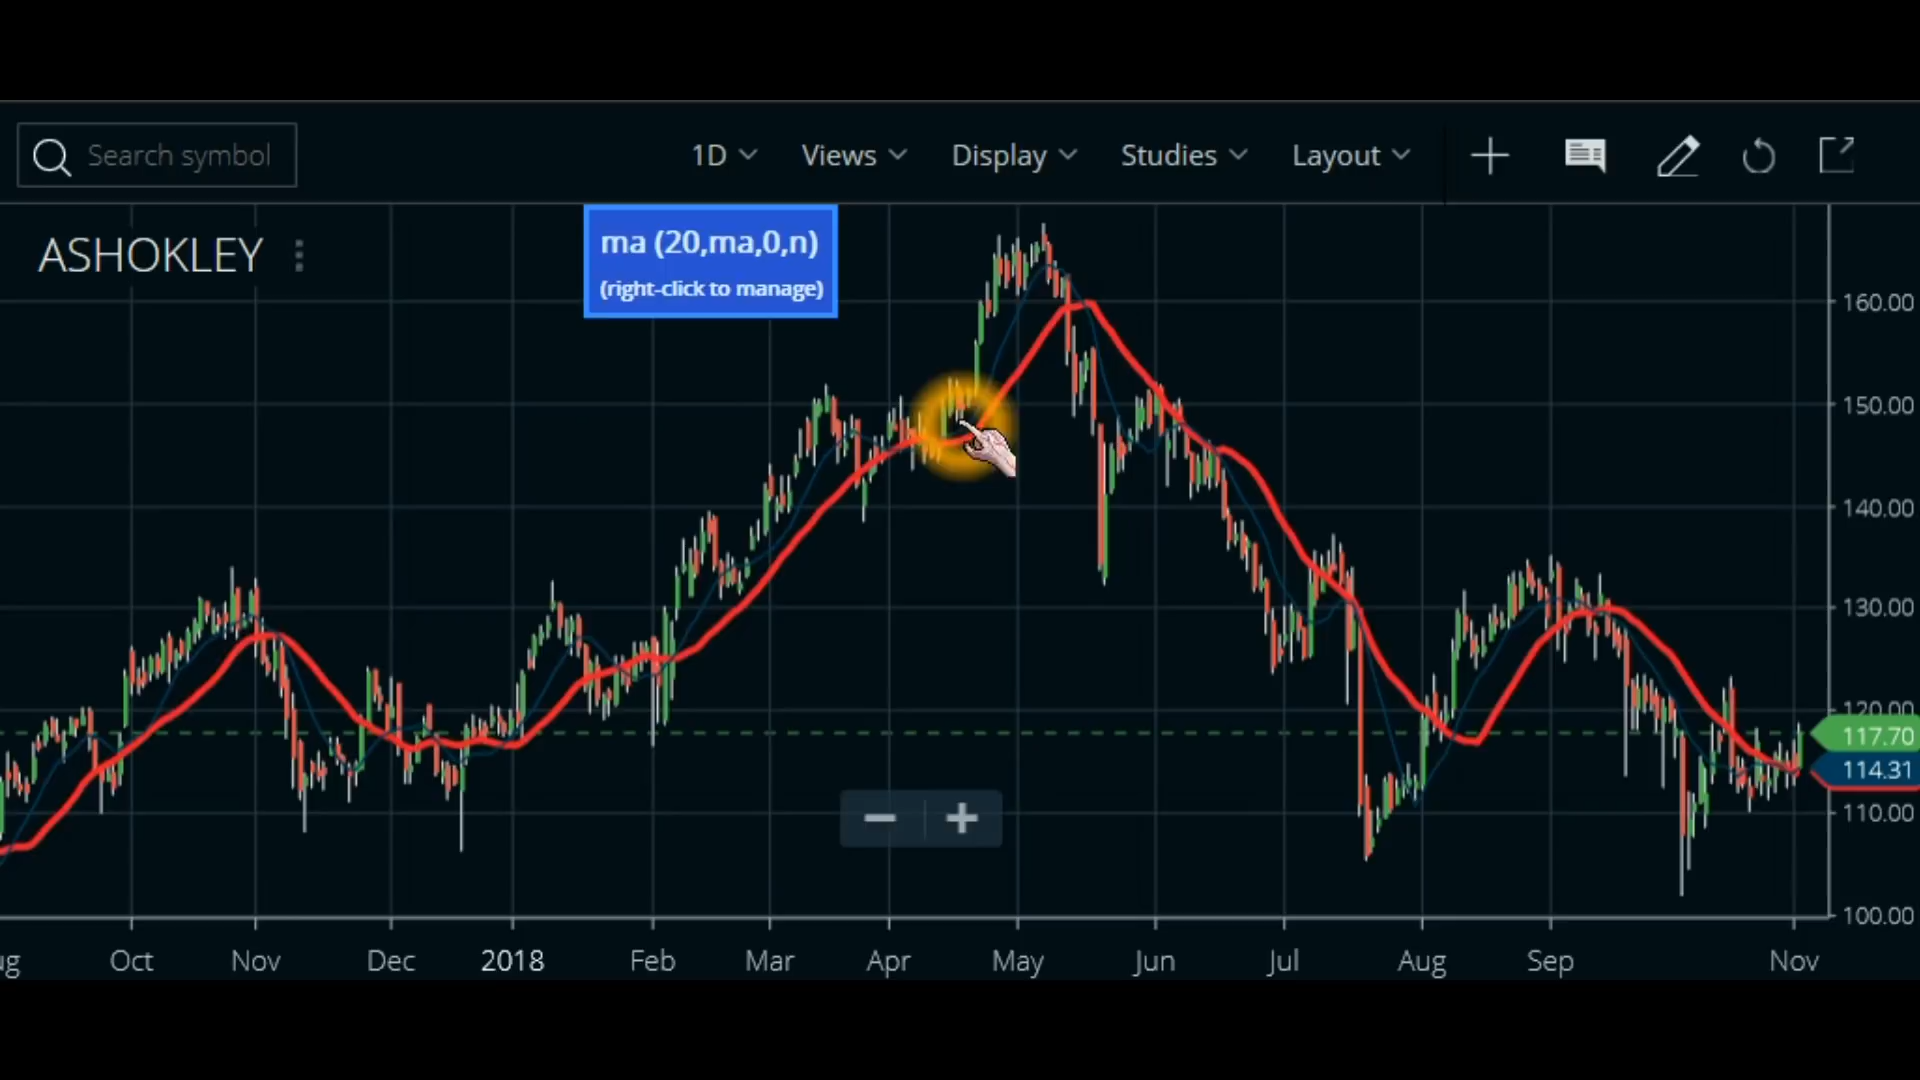 Search symbol
1D
Views
Display
Studies
Layout
ASHOKLEY
ma (20,ma,0,n)
(right-click to manage)
160.00
150.00
140.00
130.00
120.00
117.70
114.31
110.00
100.00
Oct
Nov
Dec
2018
Feb
Mar
Apr
May
Jun
Jul
Aug
Sep
Nov